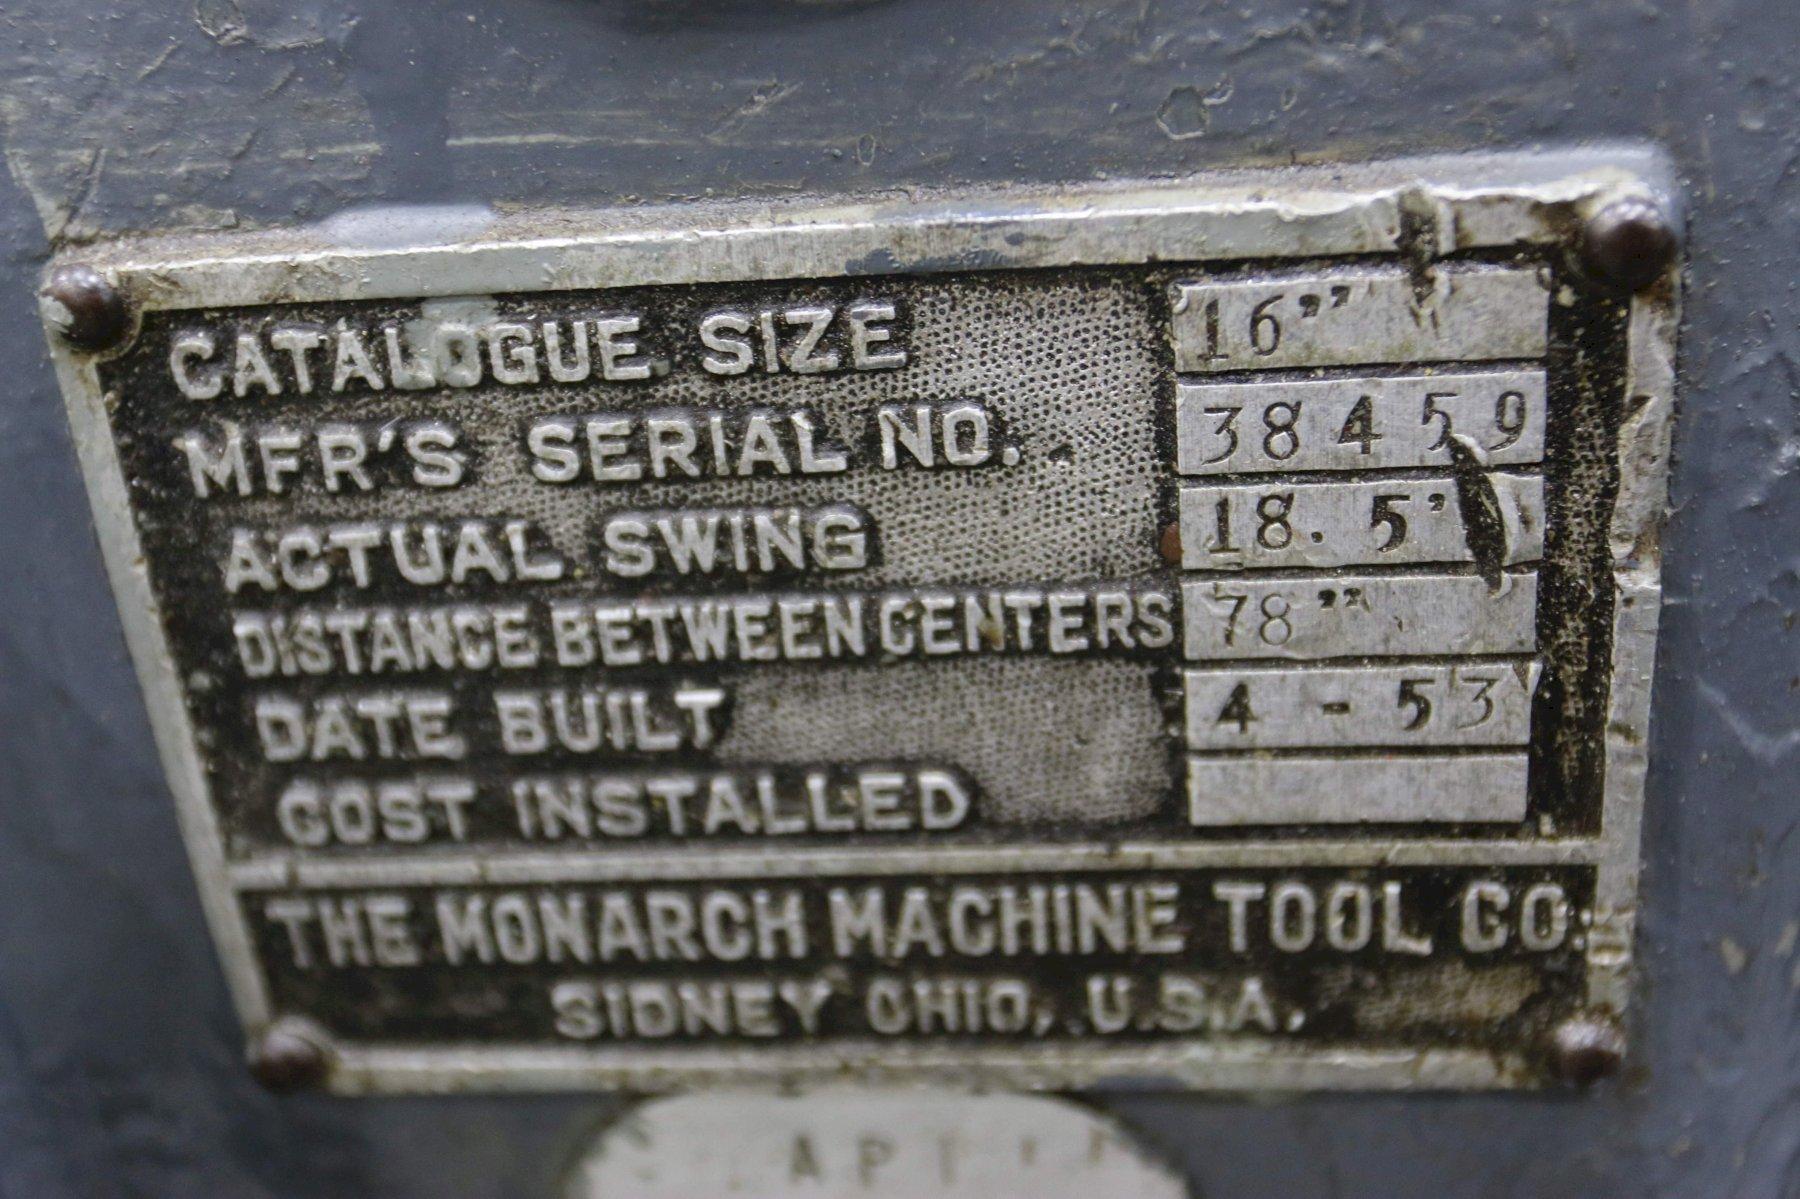 CATALOGUE SIZE 16"
MFR'S SERIAL NO. 38459
ACTUAL SWING 18.5"
DISTANCE BETWEEN CENTERS 78"
DATE BUILT 4 - 53
COST INSTALLED
THE MONARCH MACHINE TOOL CO.
SIDNEY OHIO, U.S.A.